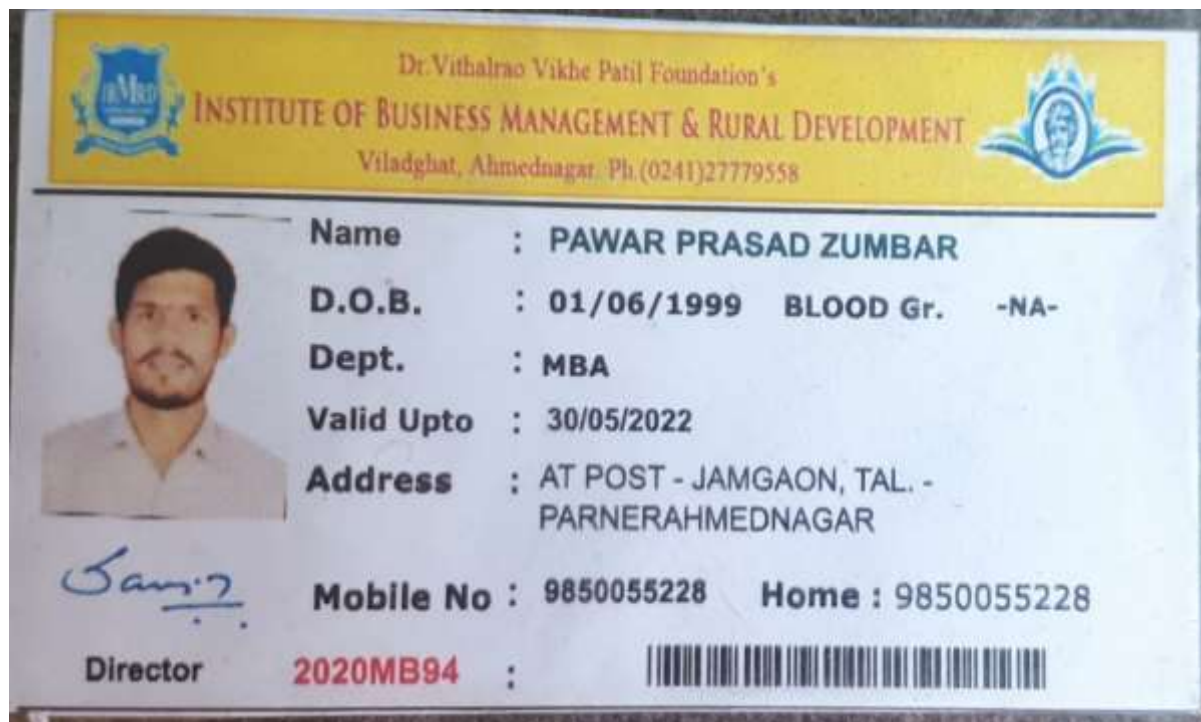 Dr.Vithalrao Vikhe Patil Foundation's
IBMRD
INSTITUTE OF BUSINESS MANAGEMENT & RURAL DEVELOPMENT
Viladghat, Ahmednagar. Ph.(0241)27779558
Name : PAWAR PRASAD ZUMBAR
D.O.B. : 01/06/1999 BLOOD Gr. -NA-
Dept. : MBA
Valid Upto : 30/05/2022
Address : AT POST - JAMGAON, TAL. -
PARNERAHMEDNAGAR
Mobile No : 9850055228 Home : 9850055228
Director 2020MB94 :